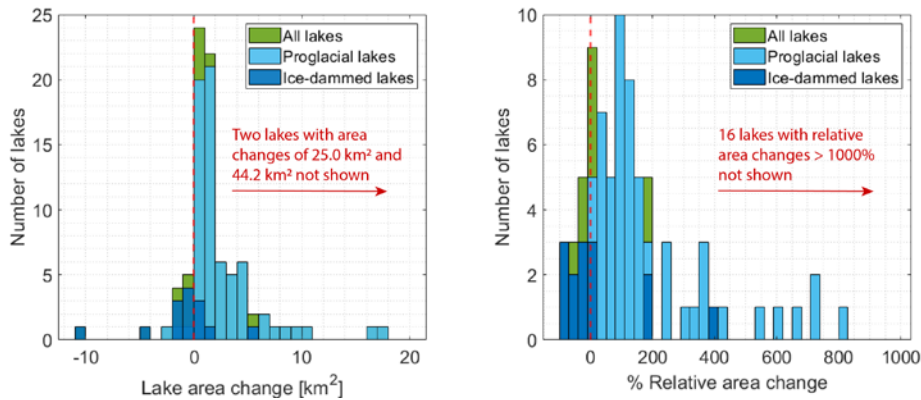 25
20
15
10
5
0
Number of lakes
-10
0
10
20
Lake area change [km²]
All lakes
Proglacial lakes
Ice-dammed lakes
Two lakes with area
changes of 25.0 km² and
44.2 km² not shown
10
8
6
4
2
0
Number of lakes
0
200
400
600
800
1000
% Relative area change
All lakes
Proglacial lakes
Ice-dammed lakes
16 lakes with relative
area changes > 1000%
not shown